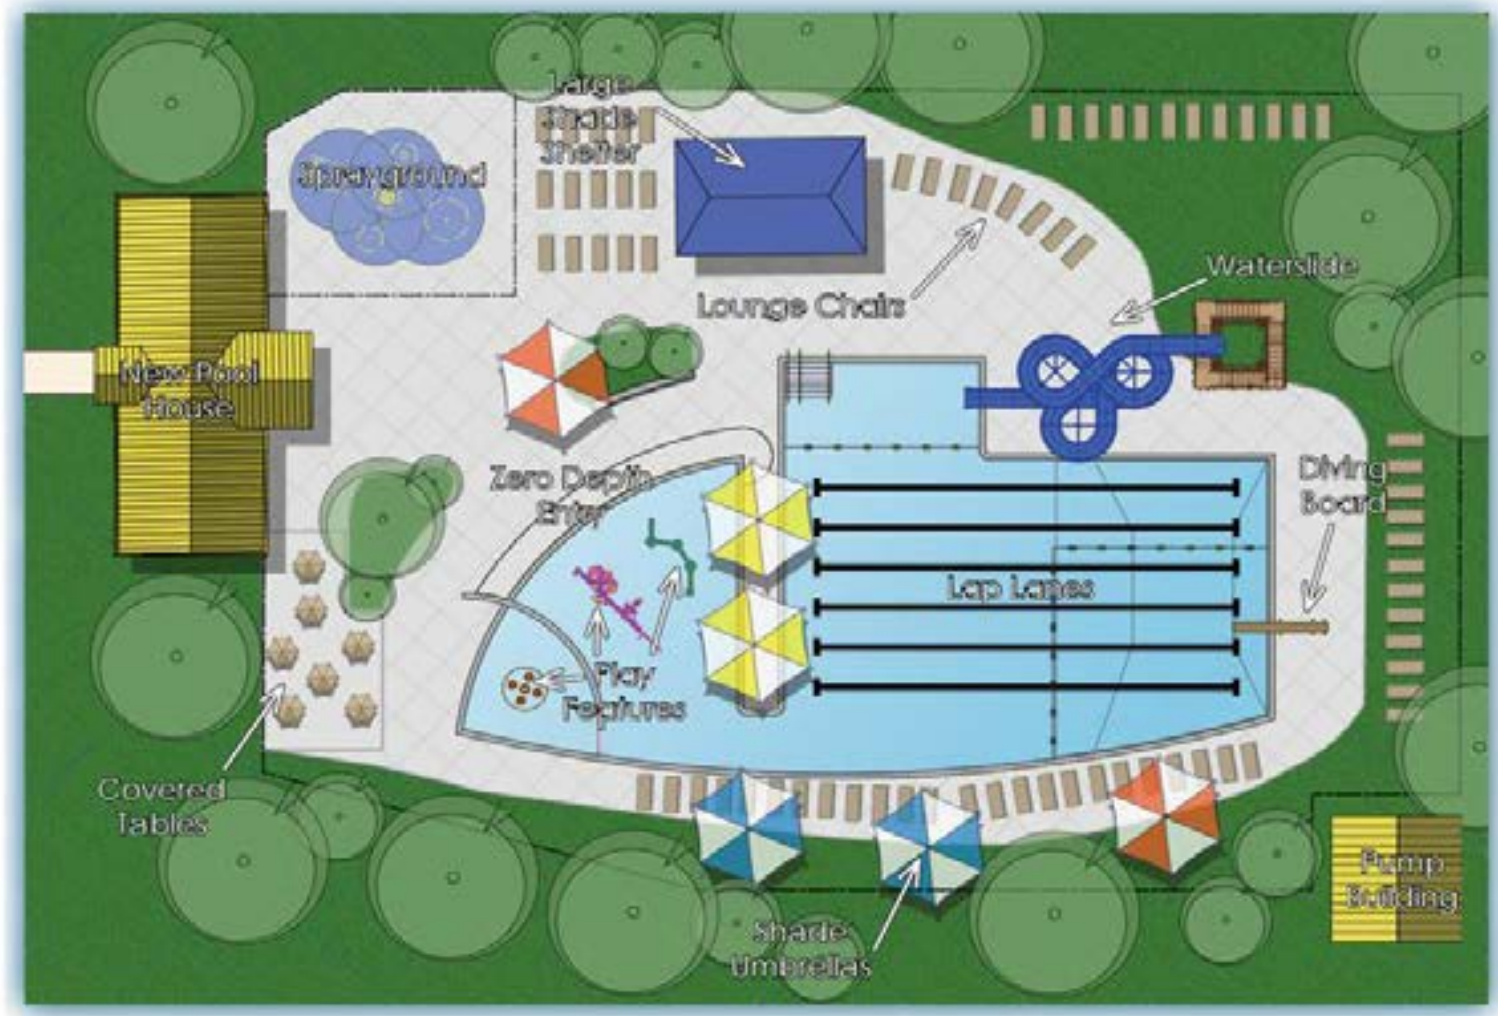 Large
Shade
Shelter
Sprayground
Waterslide
Lounge Chairs
New Pool
House
Zero Depth
Entry
Diving
Board
Lap Lanes
Play
Features
Covered
Tables
Pump
Building
Shade
Umbrellas